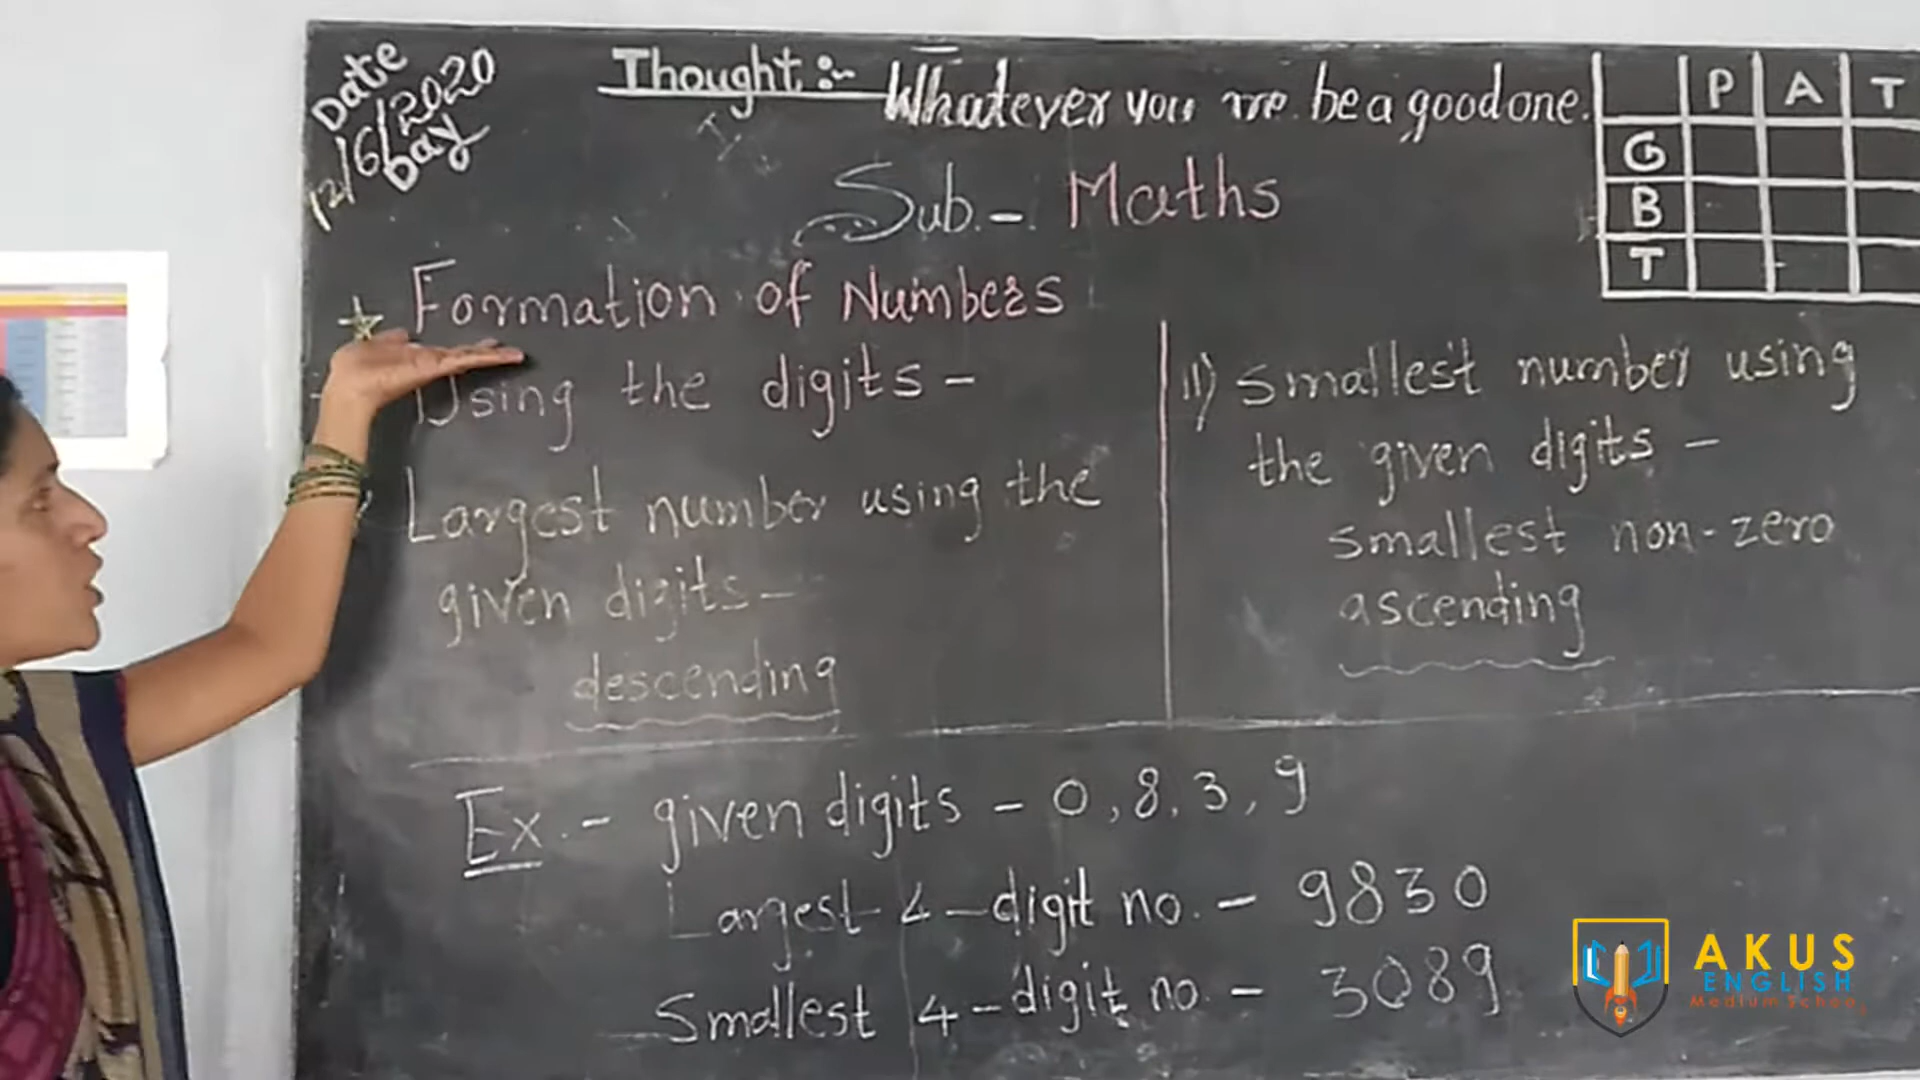 Date
12/6/2020
Day
Thought :- Whatever you are be a good one.
P A T
G
B
T
Sub.- Maths
Formation of Numbers
Using the digits -
Largest number using the
given digits-
descending
II) Smallest number using
the given digits -
smallest non-zero
ascending
Ex.- given digits - 0, 8, 3, 9
Largest 4-digit no. - 9830
Smallest 4-digit no. - 3089
AKUS
ENGLISH
Medium School